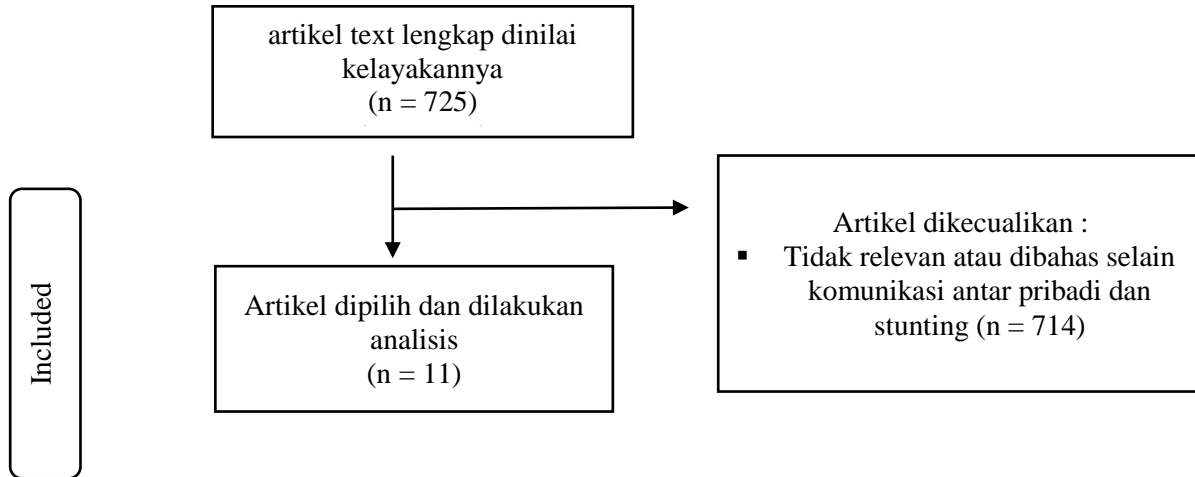 artikel text lengkap dinilai
kelayakannya
(n = 725)
Artikel dikecualikan :
▪ Tidak relevan atau dibahas selain
komunikasi antar pribadi dan
stunting (n = 714)
Included
Artikel dipilih dan dilakukan
analisis
(n = 11)